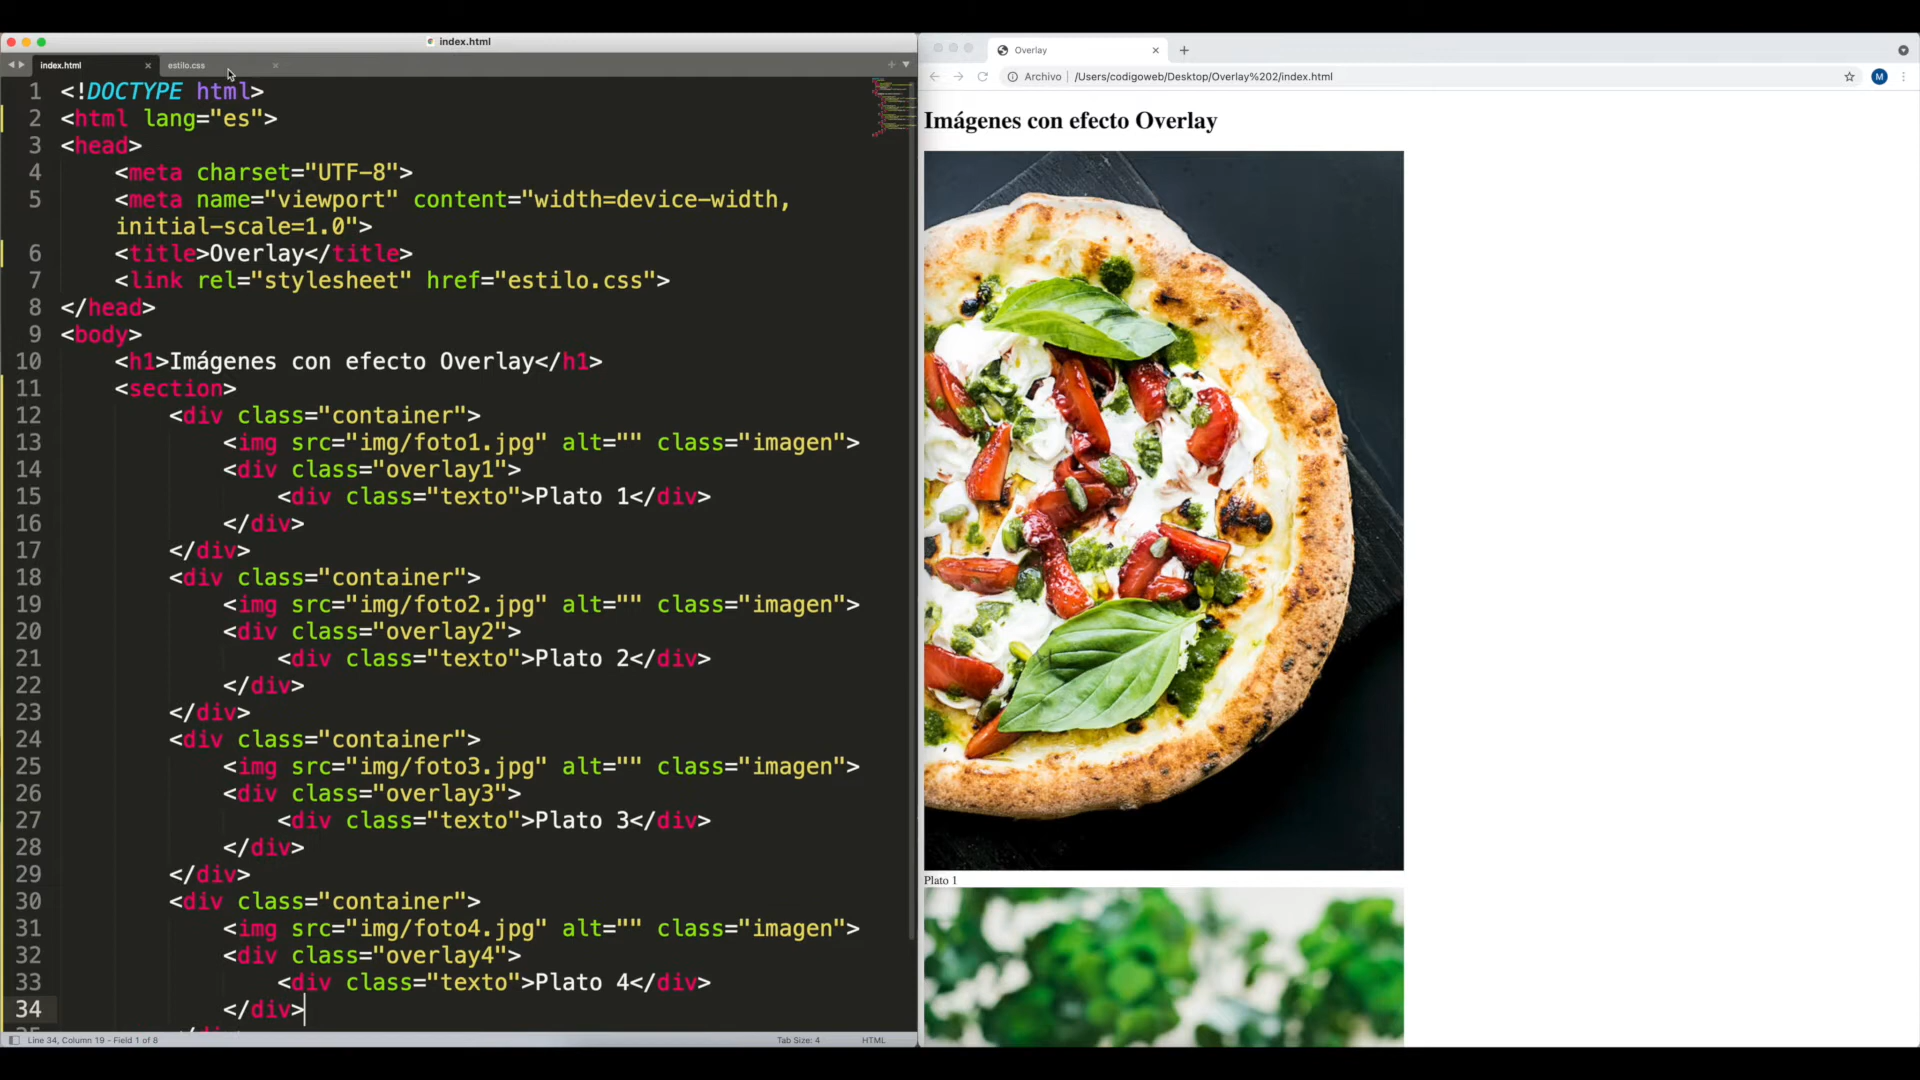 index.html
index.html
estilo.css
1 <!DOCTYPE html>
2 <html lang="es">
3 <head>
4 <meta charset="UTF-8">
5 <meta name="viewport" content="width=device-width,
initial-scale=1.0">
6 <title>Overlay</title>
7 <link rel="stylesheet" href="estilo.css">
8 </head>
9 <body>
10 <h1>Imágenes con efecto Overlay</h1>
11 <section>
12 <div class="container">
13 <img src="img/foto1.jpg" alt="" class="imagen">
14 <div class="overlay1">
15 <div class="texto">Plato 1</div>
16 </div>
17 </div>
18 <div class="container">
19 <img src="img/foto2.jpg" alt="" class="imagen">
20 <div class="overlay2">
21 <div class="texto">Plato 2</div>
22 </div>
23 </div>
24 <div class="container">
25 <img src="img/foto3.jpg" alt="" class="imagen">
26 <div class="overlay3">
27 <div class="texto">Plato 3</div>
28 </div>
29 </div>
30 <div class="container">
31 <img src="img/foto4.jpg" alt="" class="imagen">
32 <div class="overlay4">
33 <div class="texto">Plato 4</div>
34 </div>
Line 34, Column 19 - Field 1 of 8
Tab Size: 4
HTML
Overlay
Archivo | /Users/codigoweb/Desktop/Overlay%202/index.html
M
Imágenes con efecto Overlay
Plato 1